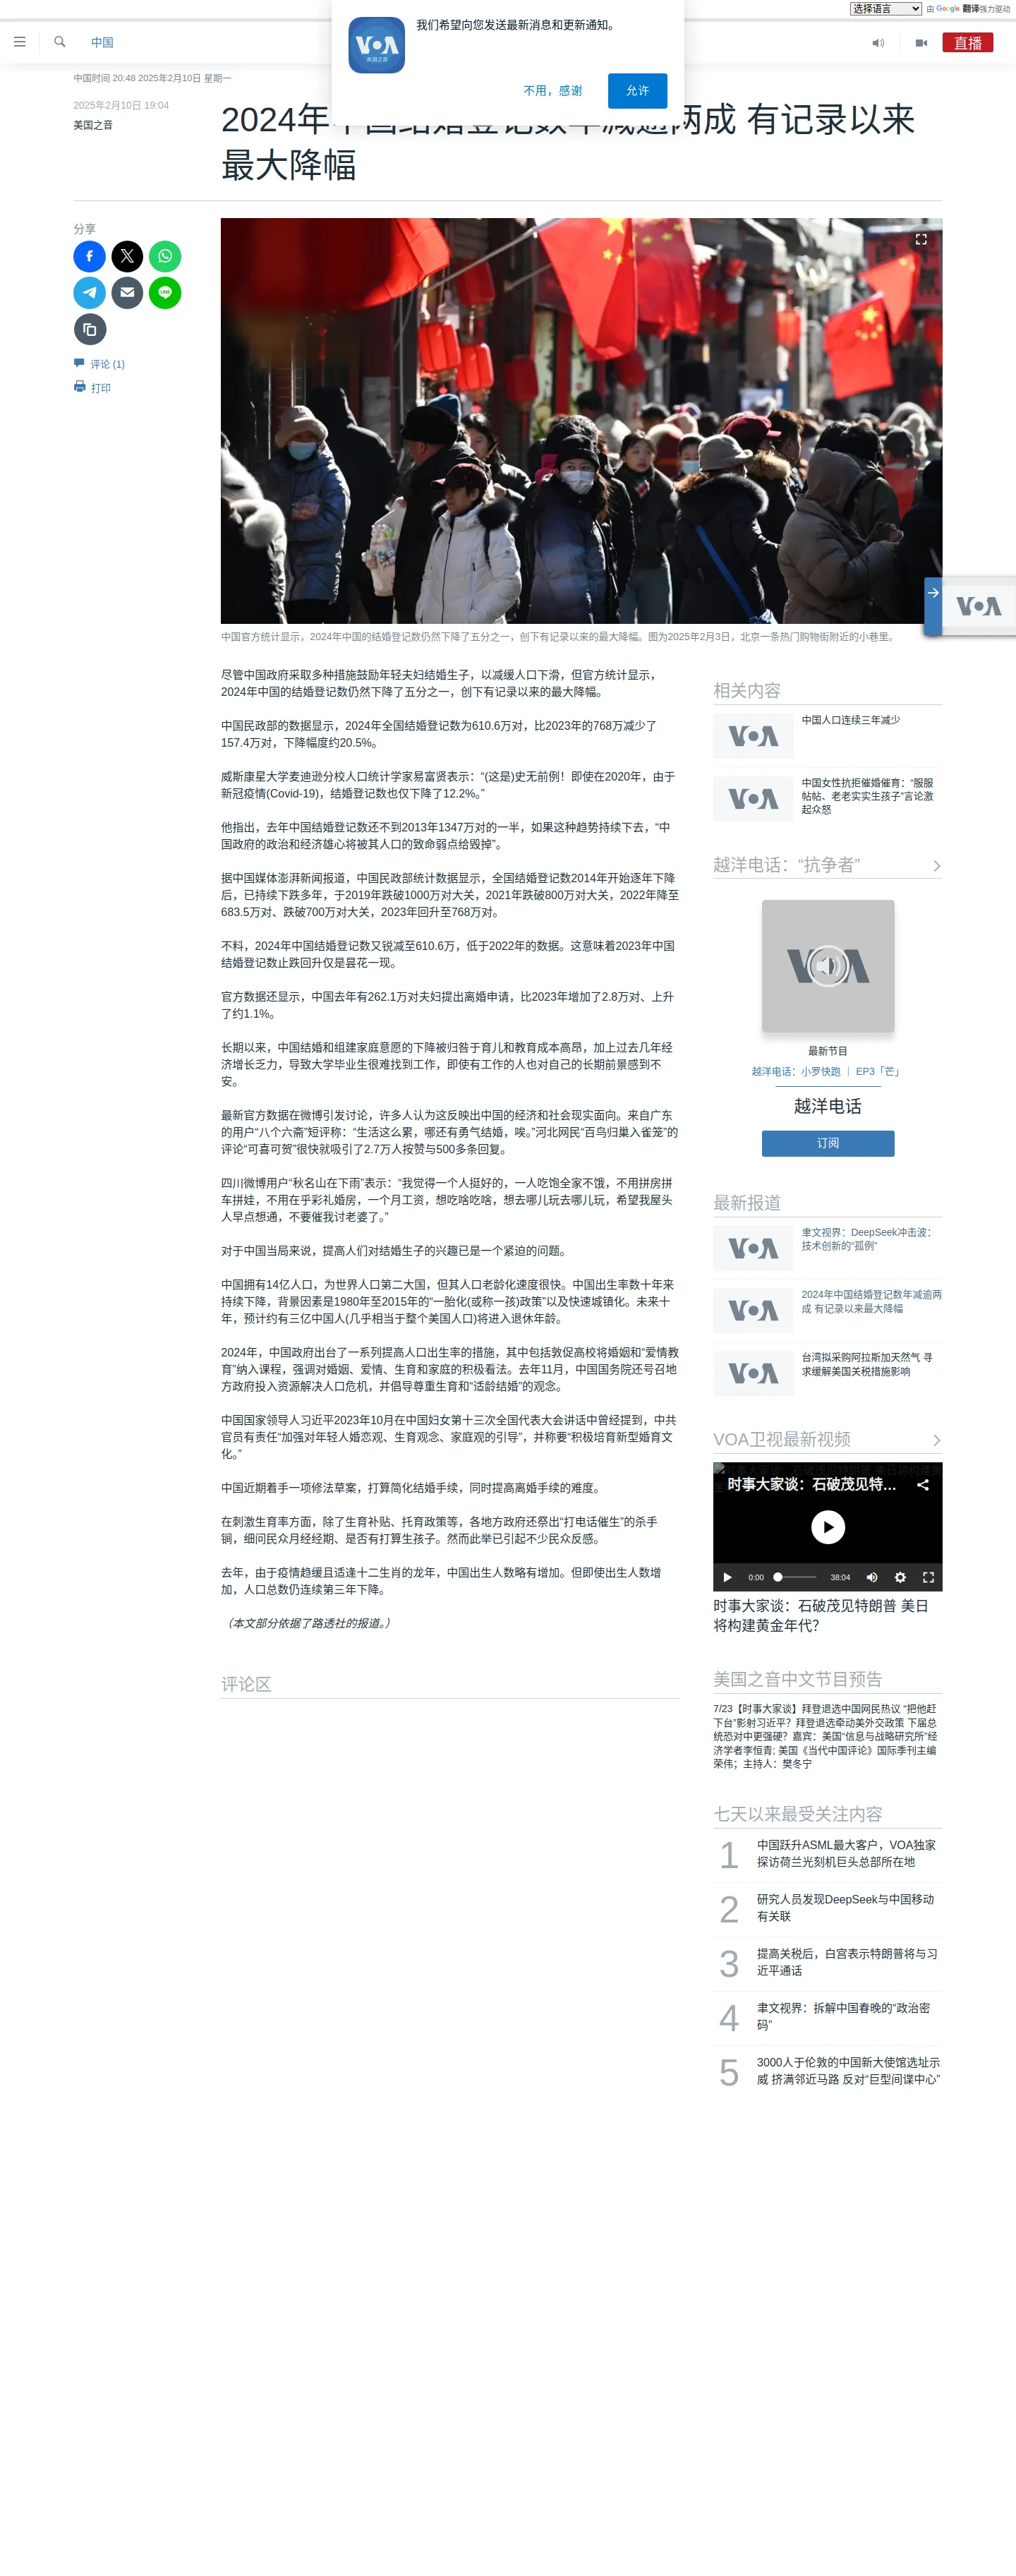 选择语言
由 Google 翻译强力驱动
VOA
美国之音
我们希望向您发送最新消息和更新通知。
不用，感谢
允许
中国
直播
中国时间 20:48 2025年2月10日 星期一
2025年2月10日 19:04
美国之音
2024年中国结婚登记数年减逾两成 有记录以来
最大降幅
分享
评论 (1)
打印
中国官方统计显示，2024年中国的结婚登记数仍然下降了五分之一，创下有记录以来的最大降幅。图为2025年2月3日，北京一条热门购物街附近的小巷里。
VOA
尽管中国政府采取多种措施鼓励年轻夫妇结婚生子，以减缓人口下滑，但官方统计显示，
2024年中国的结婚登记数仍然下降了五分之一，创下有记录以来的最大降幅。
中国民政部的数据显示，2024年全国结婚登记数为610.6万对，比2023年的768万减少了
157.4万对，下降幅度约20.5%。
威斯康星大学麦迪逊分校人口统计学家易富贤表示：“(这是)史无前例！即使在2020年，由于
新冠疫情(Covid-19)，结婚登记数也仅下降了12.2%。”
他指出，去年中国结婚登记数还不到2013年1347万对的一半，如果这种趋势持续下去，“中
国政府的政治和经济雄心将被其人口的致命弱点给毁掉”。
据中国媒体澎湃新闻报道，中国民政部统计数据显示，全国结婚登记数2014年开始逐年下降
后，已持续下跌多年，于2019年跌破1000万对大关，2021年跌破800万对大关，2022年降至
683.5万对、跌破700万对大关，2023年回升至768万对。
不料，2024年中国结婚登记数又锐减至610.6万，低于2022年的数据。这意味着2023年中国
结婚登记数止跌回升仅是昙花一现。
官方数据还显示，中国去年有262.1万对夫妇提出离婚申请，比2023年增加了2.8万对、上升
了约1.1%。
长期以来，中国结婚和组建家庭意愿的下降被归咎于育儿和教育成本高昂，加上过去几年经
济增长乏力，导致大学毕业生很难找到工作，即使有工作的人也对自己的长期前景感到不
安。
最新官方数据在微博引发讨论，许多人认为这反映出中国的经济和社会现实面向。来自广东
的用户“八个六斋”短评称：“生活这么累，哪还有勇气结婚，唉。”河北网民“百鸟归巢入雀笼”的
评论“可喜可贺”很快就吸引了2.7万人按赞与500多条回复。
四川微博用户“秋名山在下雨”表示：“我觉得一个人挺好的，一人吃饱全家不饿，不用拼房拼
车拼娃，不用在乎彩礼婚房，一个月工资，想吃啥吃啥，想去哪儿玩去哪儿玩，希望我屋头
人早点想通，不要催我讨老婆了。”
对于中国当局来说，提高人们对结婚生子的兴趣已是一个紧迫的问题。
中国拥有14亿人口，为世界人口第二大国，但其人口老龄化速度很快。中国出生率数十年来
持续下降，背景因素是1980年至2015年的“一胎化(或称一孩)政策”以及快速城镇化。未来十
年，预计约有三亿中国人(几乎相当于整个美国人口)将进入退休年龄。
2024年，中国政府出台了一系列提高人口出生率的措施，其中包括敦促高校将婚姻和“爱情教
育”纳入课程，强调对婚姻、爱情、生育和家庭的积极看法。去年11月，中国国务院还号召地
方政府投入资源解决人口危机，并倡导尊重生育和“适龄结婚”的观念。
中国国家领导人习近平2023年10月在中国妇女第十三次全国代表大会讲话中曾经提到，中共
官员有责任“加强对年轻人婚恋观、生育观念、家庭观的引导”，并称要“积极培育新型婚育文
化。”
中国近期着手一项修法草案，打算简化结婚手续，同时提高离婚手续的难度。
在刺激生育率方面，除了生育补贴、托育政策等，各地方政府还祭出“打电话催生”的杀手
锏，细问民众月经经期、是否有打算生孩子。然而此举已引起不少民众反感。
去年，由于疫情趋缓且适逢十二生肖的龙年，中国出生人数略有增加。但即使出生人数增
加，人口总数仍连续第三年下降。
（本文部分依据了路透社的报道。）
评论区
相关内容
VOA
中国人口连续三年减少
VOA
中国女性抗拒催婚催育：“服服
帖帖、老老实实生孩子”言论激
起众怒
越洋电话：“抗争者”
VOA
最新节目
越洋电话：小罗快跑 ｜ EP3「芒」
越洋电话
订阅
最新报道
VOA
聿文视界：DeepSeek冲击波：
技术创新的“孤例”
VOA
2024年中国结婚登记数年减逾两
成 有记录以来最大降幅
VOA
台湾拟采购阿拉斯加天然气 寻
求缓解美国关税措施影响
VOA卫视最新视频
时事大家谈：石破茂见特…
0:00
38:04
时事大家谈：石破茂见特朗普 美日
将构建黄金年代？
美国之音中文节目预告
7/23【时事大家谈】拜登退选中国网民热议 “把他赶
下台”影射习近平？拜登退选牵动美外交政策 下届总
统恐对中更强硬？嘉宾：美国“信息与战略研究所”经
济学者李恒青; 美国《当代中国评论》国际季刊主编
荣伟；主持人：樊冬宁
七天以来最受关注内容
1
中国跃升ASML最大客户，VOA独家
探访荷兰光刻机巨头总部所在地
2
研究人员发现DeepSeek与中国移动
有关联
3
提高关税后，白宫表示特朗普将与习
近平通话
4
聿文视界：拆解中国春晚的“政治密
码”
5
3000人于伦敦的中国新大使馆选址示
威 挤满邻近马路 反对“巨型间谍中心”